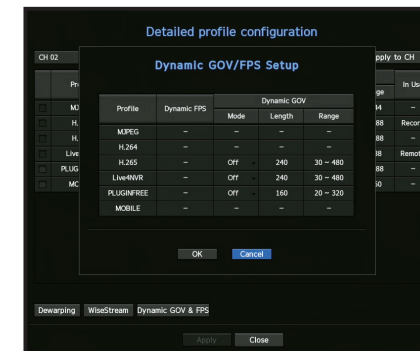 Detailed profile configuration
CH 02
pply to CH
Dynamic GOV/FPS Setup
Pr
ge
In Us
Profile
Dynamic FPS
Dynamic GOV
Mode
Length
Range
MJPEG – – – –
H.264 – – – –
H.265 – Off 240 30 ~ 480
Live4NVR – Off 240 30 ~ 480
PLUGINFREE – Off 160 20 ~ 320
MOBILE – – – –
MJ
H.
H.
Live
PLUG
MC
44 –
88 Recor
88 –
38 Remot
88 –
50 –
OK
Cancel
Dewarping
WiseStream
Dynamic GOV & FPS
Apply
Close